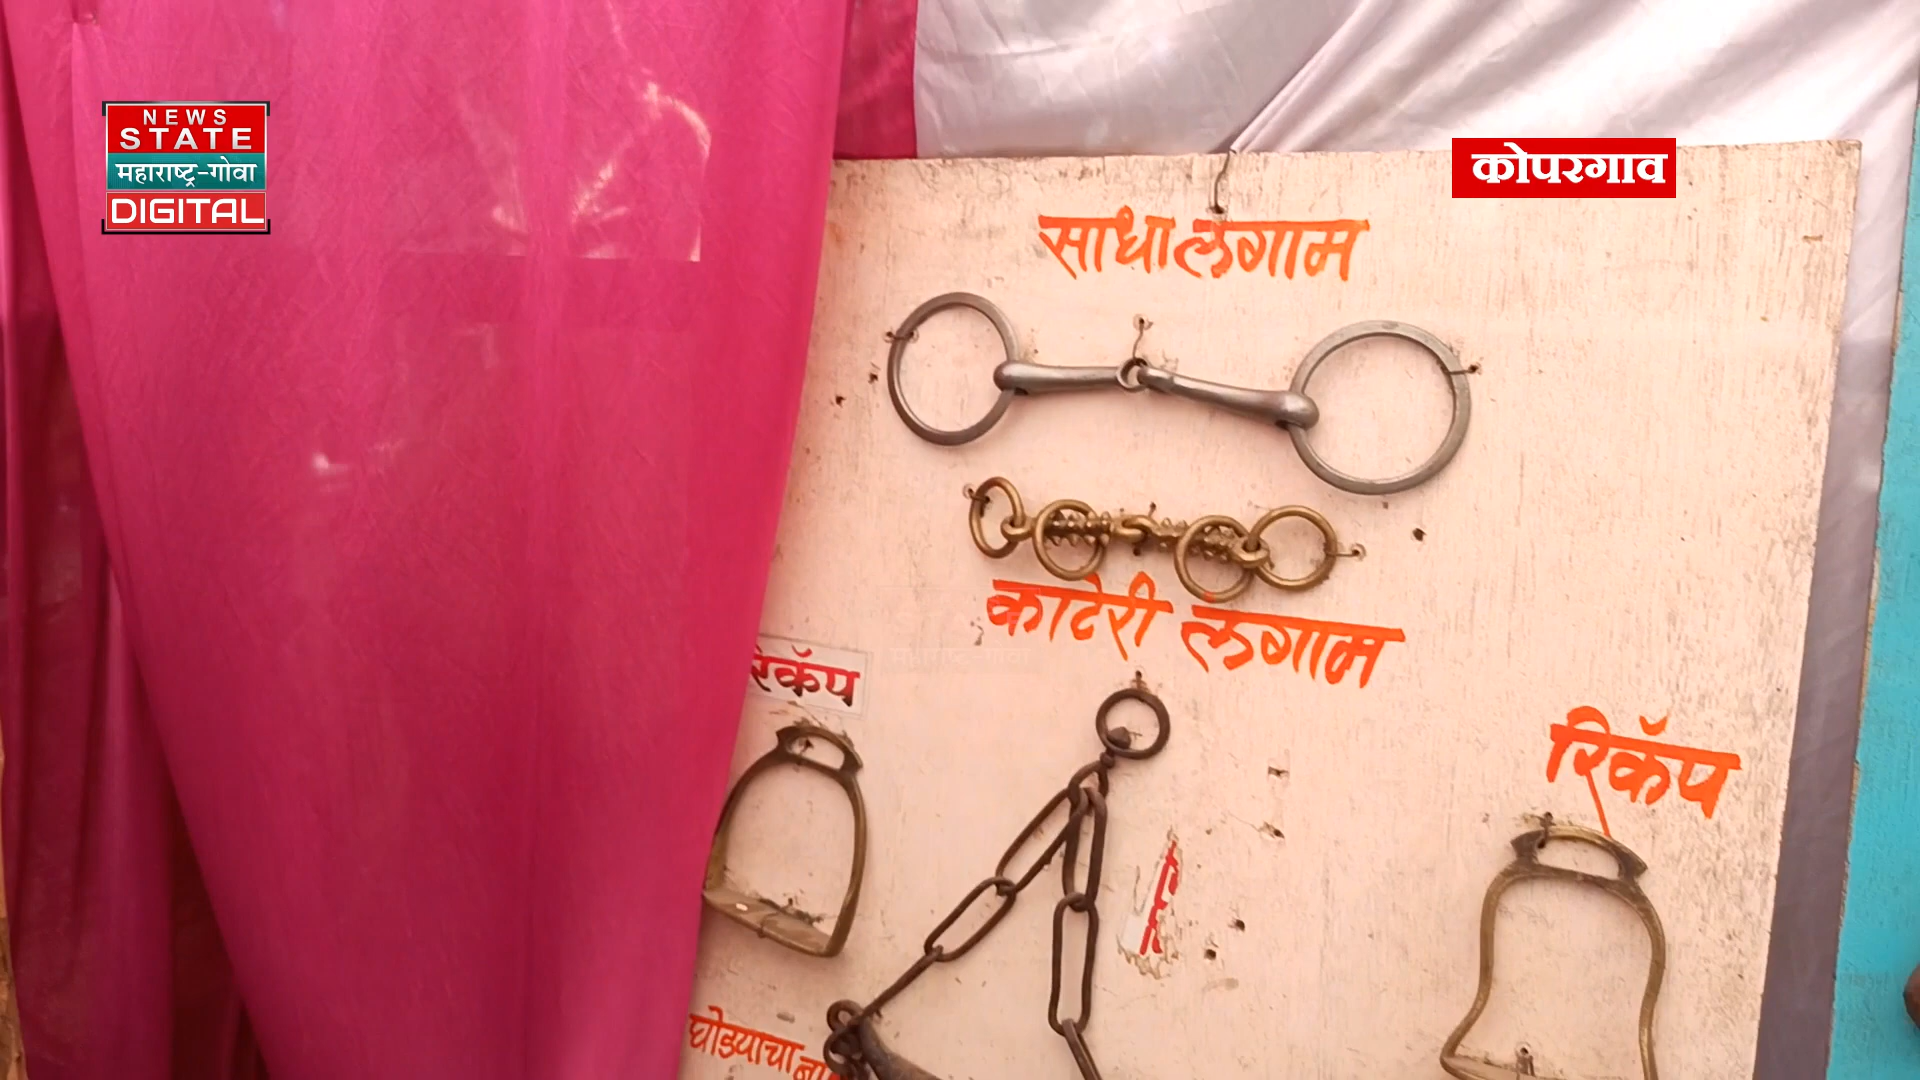 NEWS
STATE
महाराष्ट्र-गोवा
DIGITAL
कोपरगाव
साधा लगाम
काटेरी लगाम
रिकॅप
रिकॅप
घोड्याचा